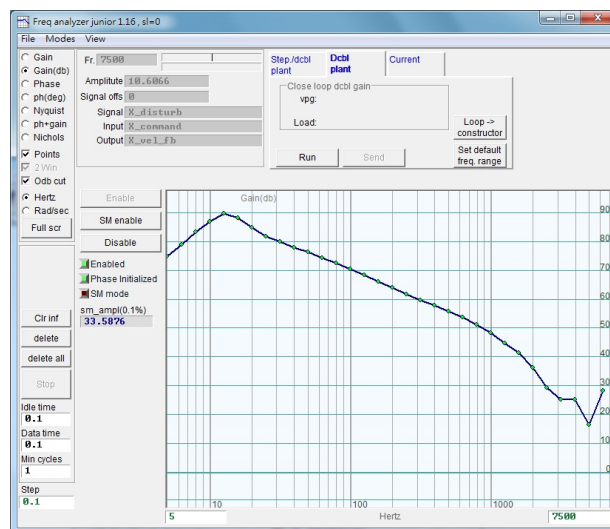 Freq analyzer junior 1.16 , sl=0
File Modes View
Gain
Gain(db)
Phase
ph(deg)
Nyquist
ph+gain
Nichols
Points
2 Win
0db cut
Hertz
Rad/sec
Full scr
Fr. 7500
Amplitude 10.6066
Signal offs 0
Signal X_disturb
Input X_command
Output X_vel_fb
Step./dcbl plant
Dcbl plant
Current
Close loop dcbl gain
vpg:
Load:
Run
Send
Loop -> constructor
Set default freq. range
Enable
SM enable
Disable
Enabled
Phase Initialized
SM mode
sm_ampl(0.1%)
33.5876
Clr inf
delete
delete all
Stop
Idle time
0.1
Data time
0.1
Min cycles
1
Step
0.1
Gain(db)
90
80
70
60
50
40
30
20
10
0
10
100
1000
5
Hertz
7500